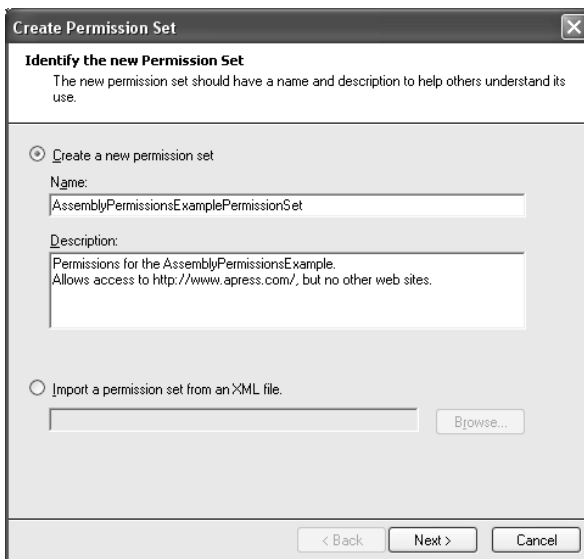 Create Permission Set
Identify the new Permission Set
The new permission set should have a name and description to help others understand its
use.
Create a new permission set
Name:
AssemblyPermissionsExamplePermissionSet
Description:
Permissions for the AssemblyPermissionsExample.
Allows access to http://www.apress.com/, but no other web sites.
Import a permission set from an XML file.
Browse...
< Back Next > Cancel